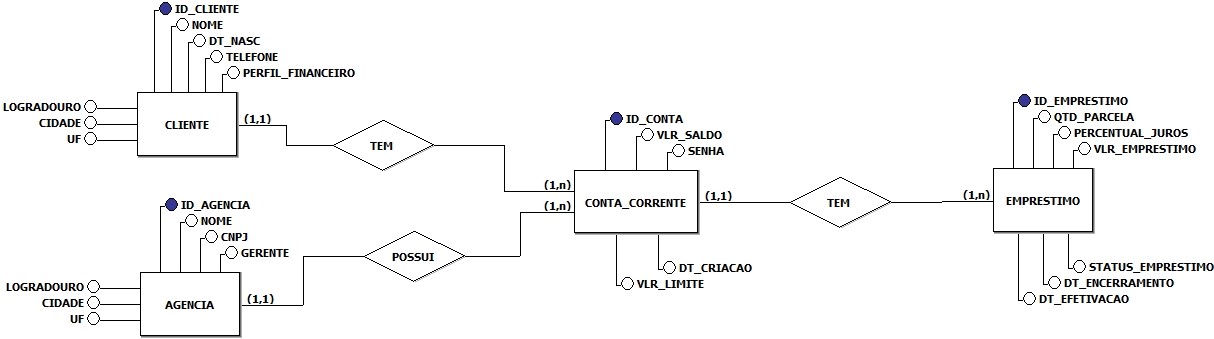 ID_CLIENTE
NOME
DT_NASC
TELEFONE
PERFIL_FINANCEIRO
LOGRADOURO
CIDADE
UF
CLIENTE
(1,1)
TEM
(1,n)
ID_AGENCIA
NOME
CNPJ
GERENTE
LOGRADOURO
CIDADE
UF
AGENCIA
(1,1)
POSSUI
(1,n)
ID_CONTA
VLR_SALDO
SENHA
CONTA_CORRENTE
DT_CRIACAO
VLR_LIMITE
(1,1)
TEM
(1,n)
ID_EMPRESTIMO
QTD_PARCELA
PERCENTUAL_JUROS
VLR_EMPRESTIMO
EMPRESTIMO
STATUS_EMPRESTIMO
DT_ENCERRAMENTO
DT_EFETIVACAO